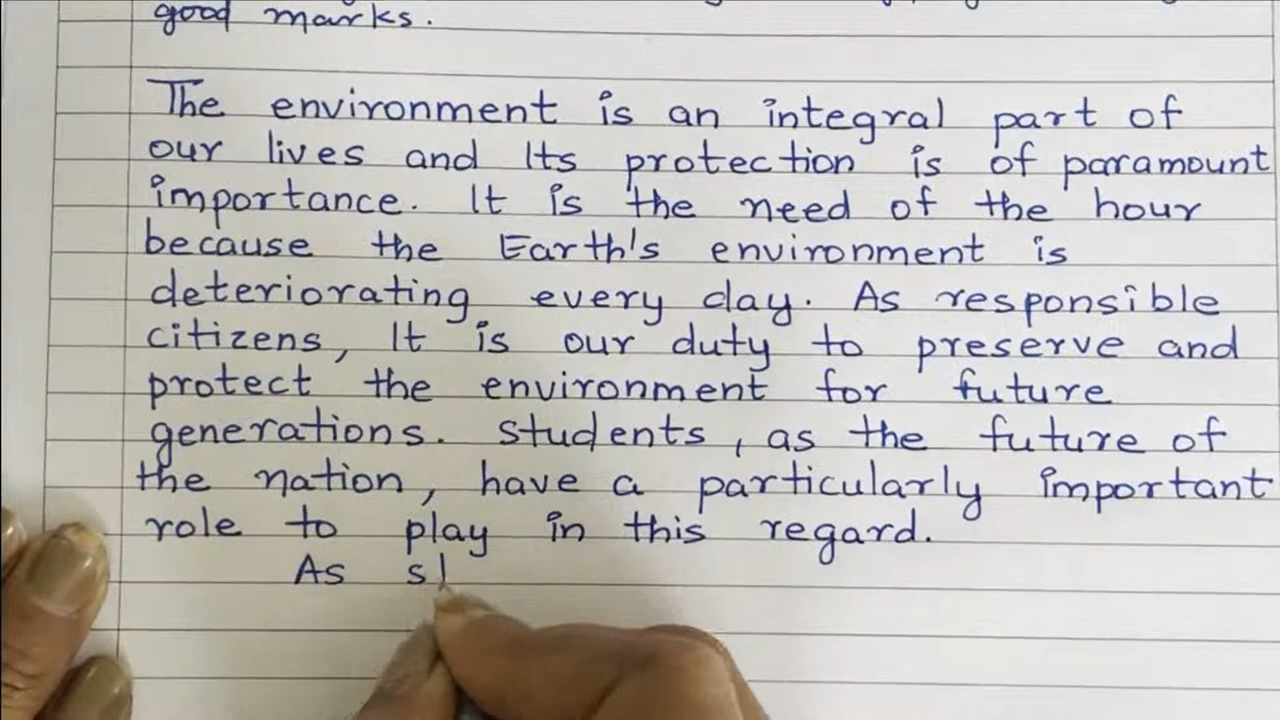 good marks.
The environment is an integral part of
our lives and Its protection is of paramount
importance. It is the need of the hour
because the Earth's environment is
deteriorating every day. As responsible
citizens, It is our duty to preserve and
protect the environment for future
generations. students, as the future of
the nation, have a particularly important
role to play in this regard.
As